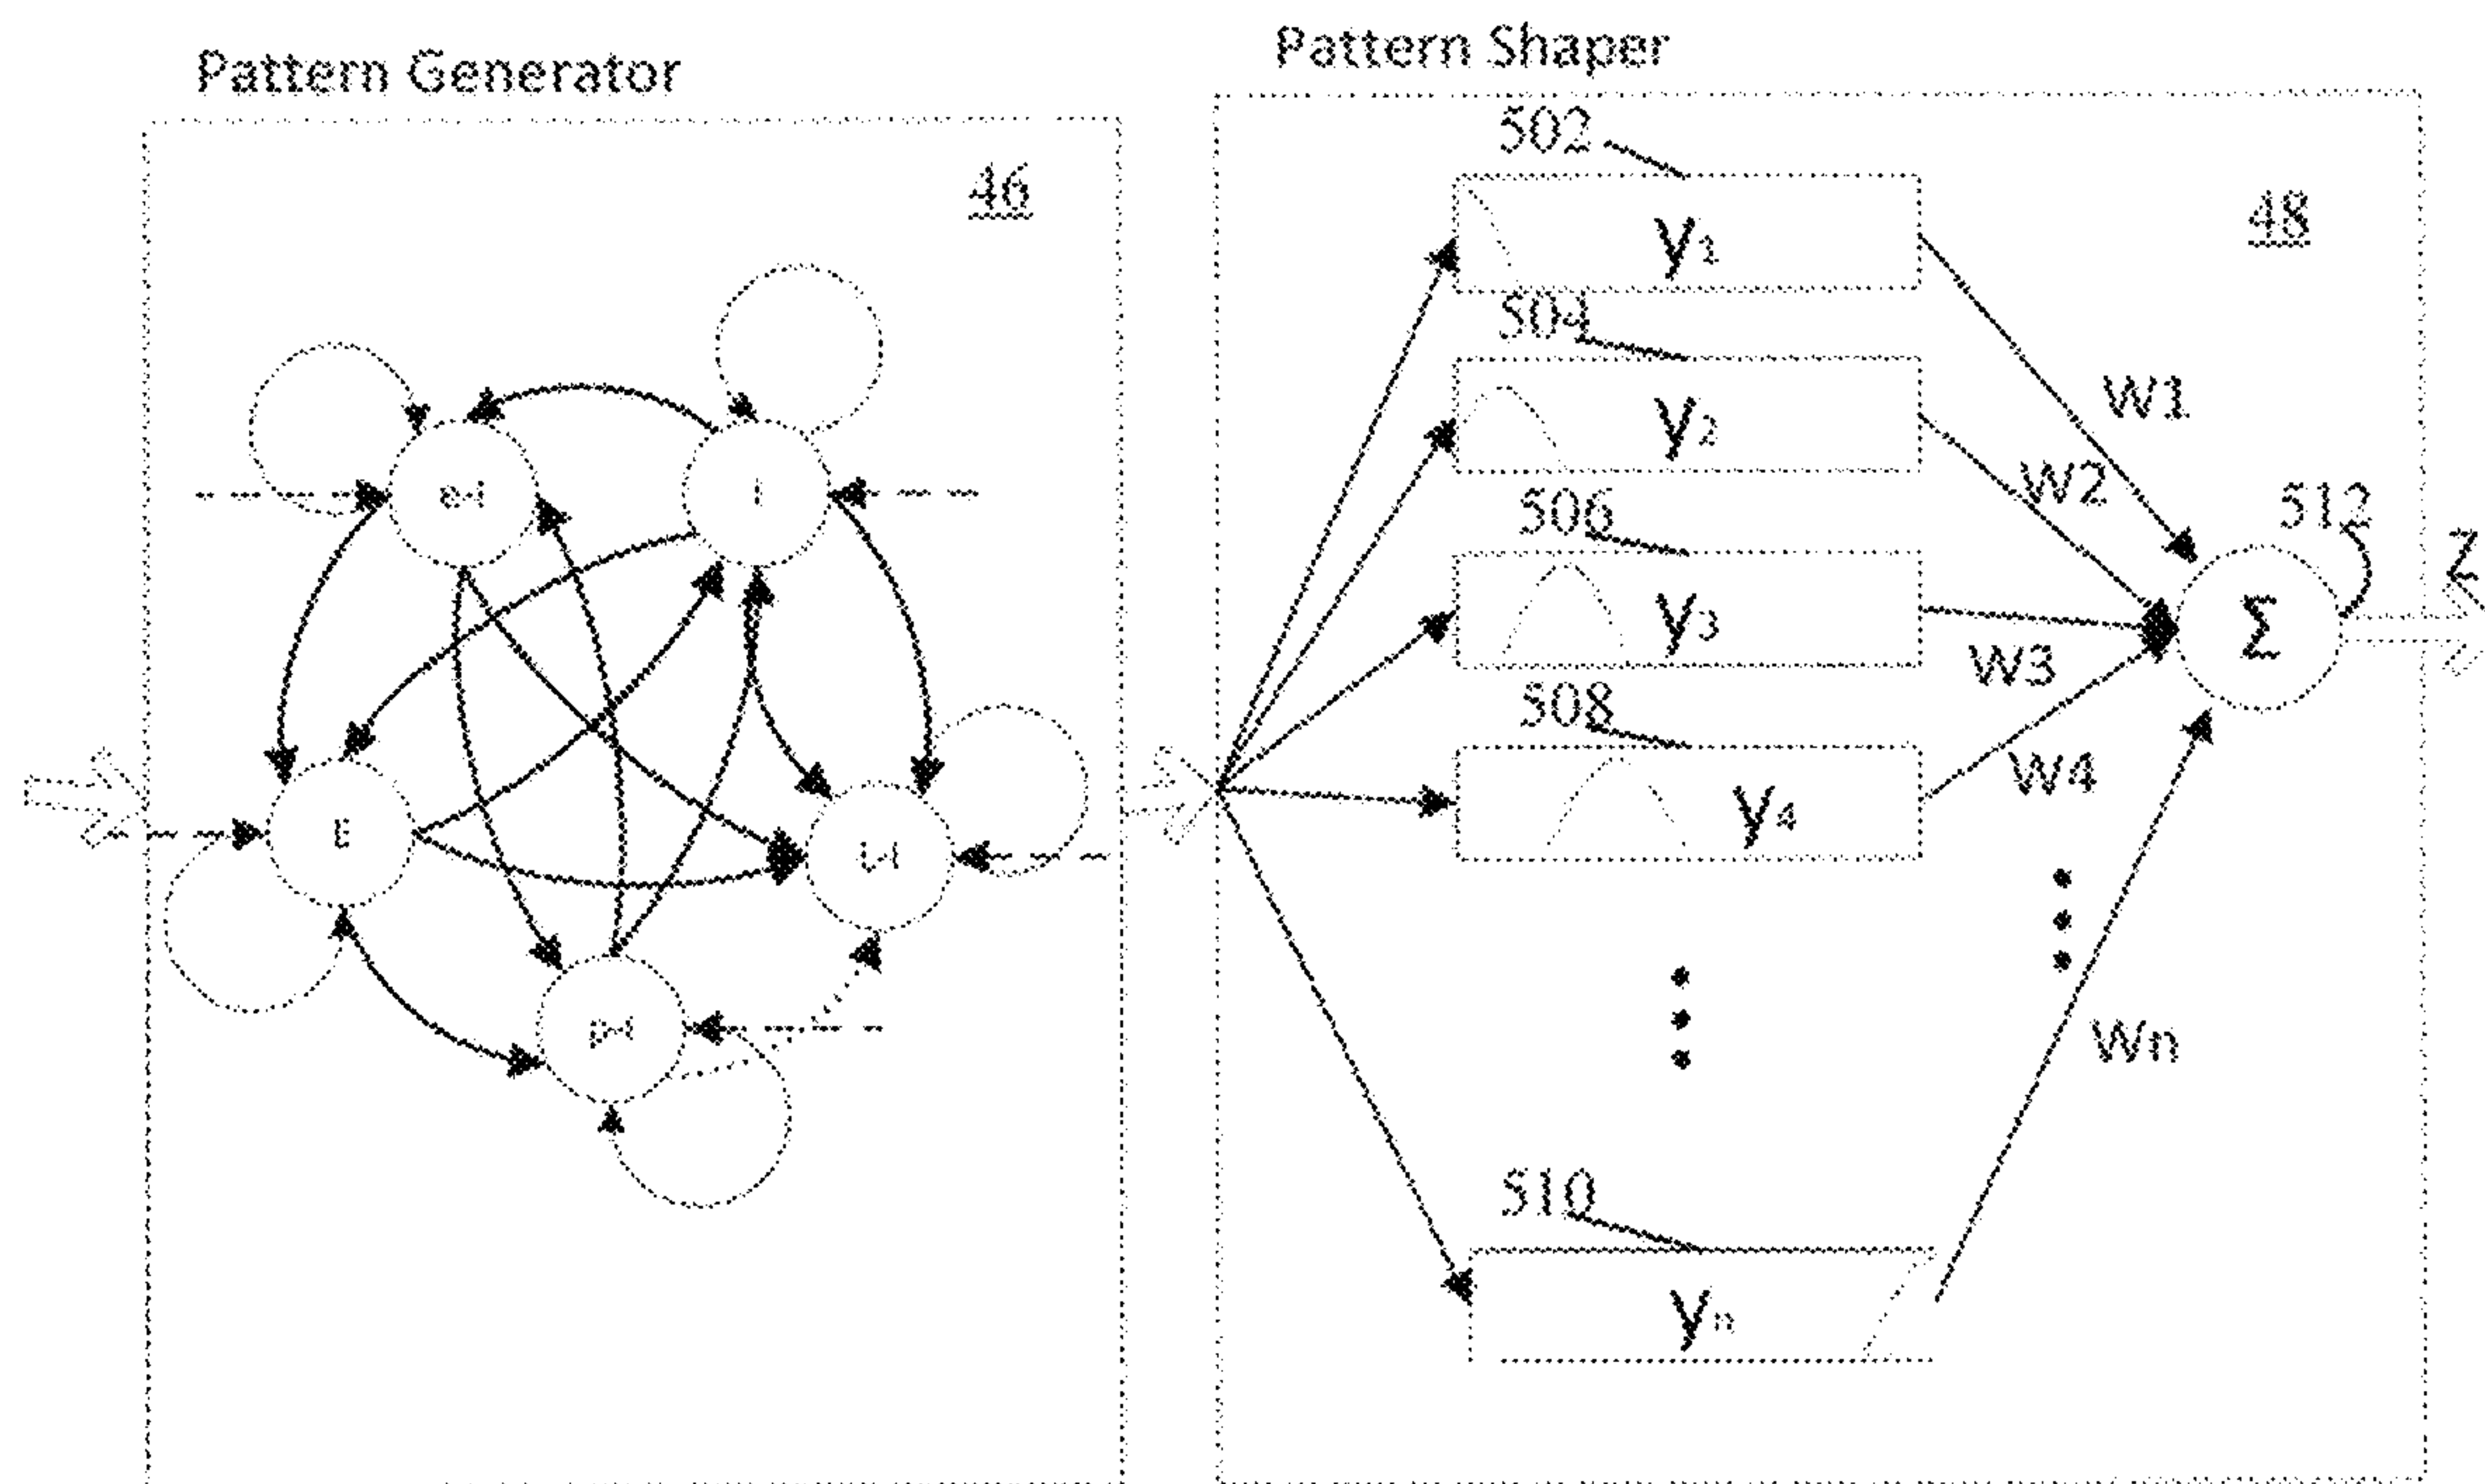 Pattern Generator
46
Pattern Shaper
502
48
y1
504
y2
W1
W2
506
512
Z
y3
Σ
W3
508
y4
W4
Wn
510
yn